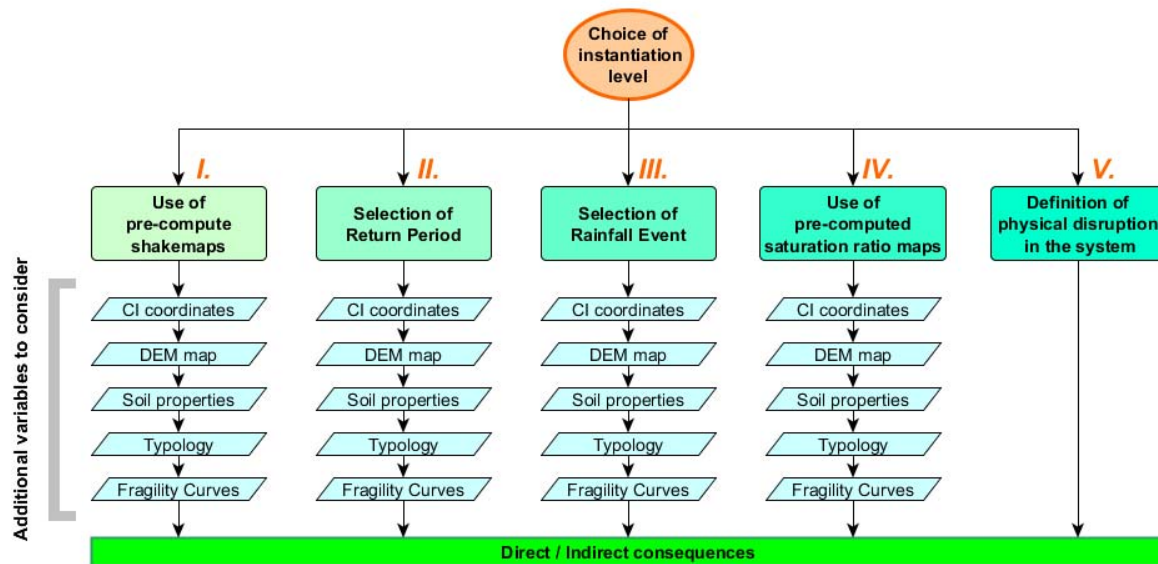 Choice of
instantiation
level
I.
II.
III.
IV.
V.
Use of
pre-compute
shakemaps
Selection of
Return Period
Selection of
Rainfall Event
Use of
pre-computed
saturation ratio maps
Definition of
physical disruption
in the system
Additional variables to consider
CI coordinates
CI coordinates
CI coordinates
CI coordinates
DEM map
DEM map
DEM map
DEM map
Soil properties
Soil properties
Soil properties
Soil properties
Typology
Typology
Typology
Typology
Fragility Curves
Fragility Curves
Fragility Curves
Fragility Curves
Direct / Indirect consequences